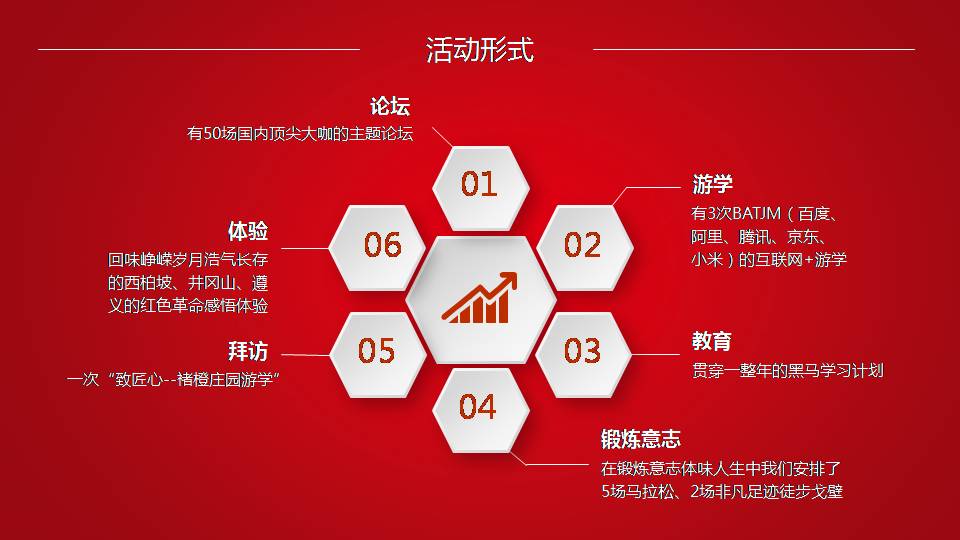 活动形式
论坛
有50场国内顶尖大咖的主题论坛
01
游学
有3次BATJM（百度、
阿里、腾讯、京东、
小米）的互联网+游学
02
教育
贯穿一整年的黑马学习计划
03
锻炼意志
在锻炼意志体味人生中我们安排了
5场马拉松、2场非凡足迹徒步戈壁
04
拜访
一次“致匠心--褚橙庄园游学”
05
体验
回味峥嵘岁月浩气长存
的西柏坡、井冈山、遵
义的红色革命感悟体验
06